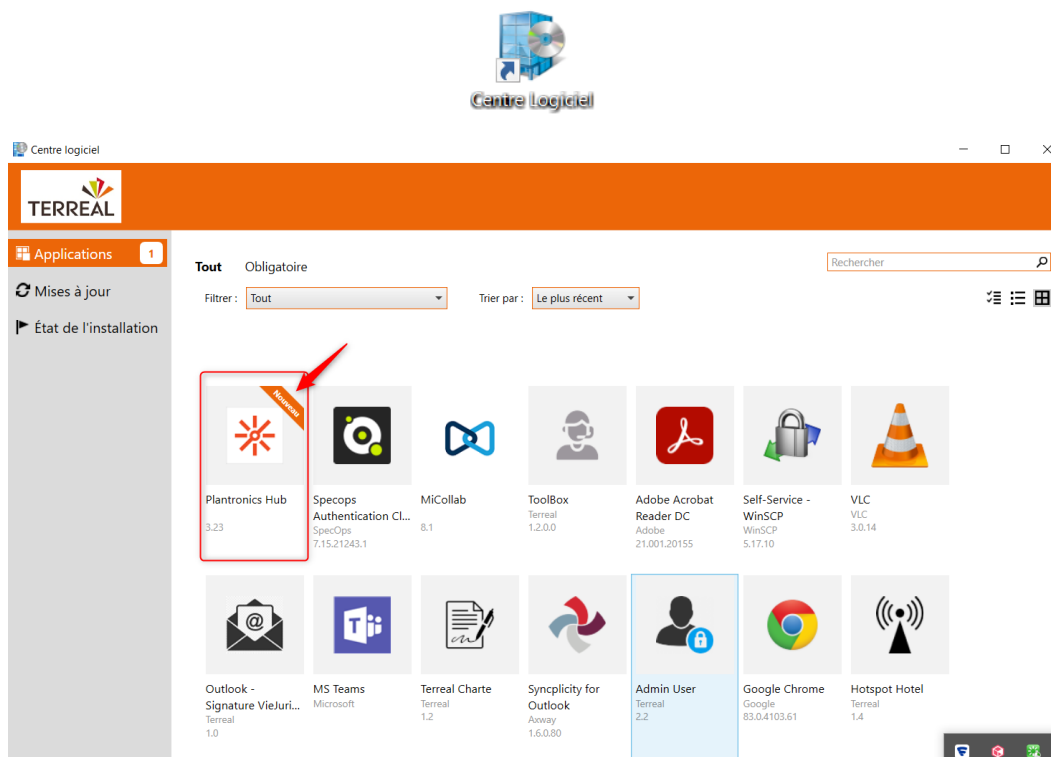 Centre Logiciel
Centre logiciel
TERREAL
Applications 1
Mises à jour
État de l'installation
Tout Obligatoire
Rechercher
Filtrer : Tout Trier par : Le plus récent
Nouveau
Plantronics Hub
3.23
Specops
Authentication Cl...
SpecOps
7.15.21243.1
MiCollab
8.1
ToolBox
Terreal
1.2.0.0
Adobe Acrobat
Reader DC
Adobe
21.001.20155
Self-Service -
WinSCP
WinSCP
5.17.10
VLC
VLC
3.0.14
Outlook -
Signature VieJuri...
Terreal
1.0
MS Teams
Microsoft
Terreal Charte
Terreal
1.2
Syncplicity for
Outlook
Axway
1.6.0.80
Admin User
Terreal
2.2
Google Chrome
Google
83.0.4103.61
Hotspot Hotel
Terreal
1.4